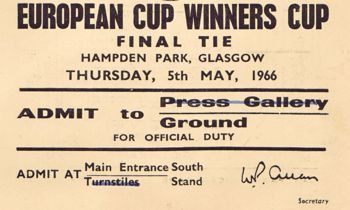 EUROPEAN CUP WINNERS CUP
FINAL TIE
HAMPDEN PARK, GLASGOW
THURSDAY, 5th MAY, 1966
ADMIT to Press Gallery
Ground
FOR OFFICIAL DUTY
ADMIT AT Main Entrance South
Turnstiles Stand
Secretary